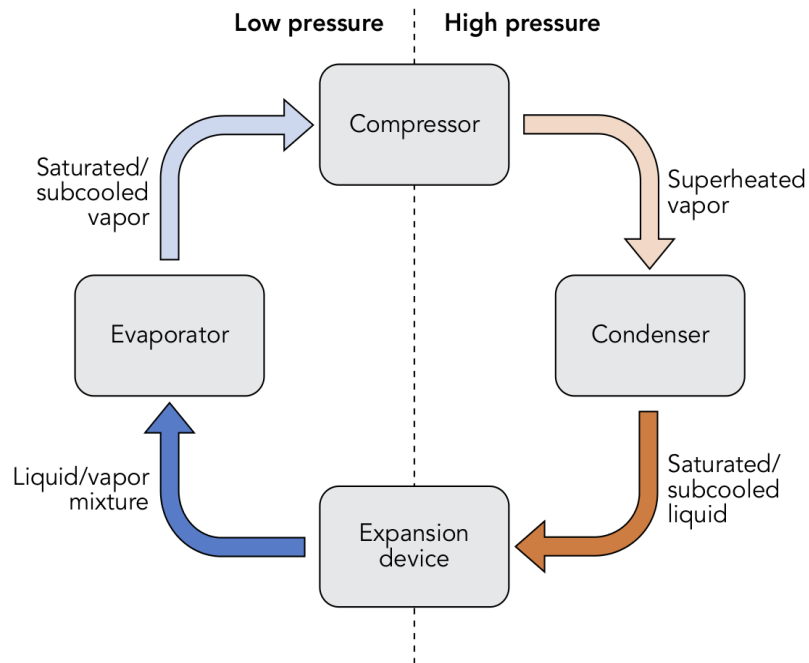 Low pressure
High pressure
Compressor
Saturated/
subcooled
vapor
Superheated
vapor
Evaporator
Condenser
Liquid/vapor
mixture
Saturated/
subcooled
liquid
Expansion
device